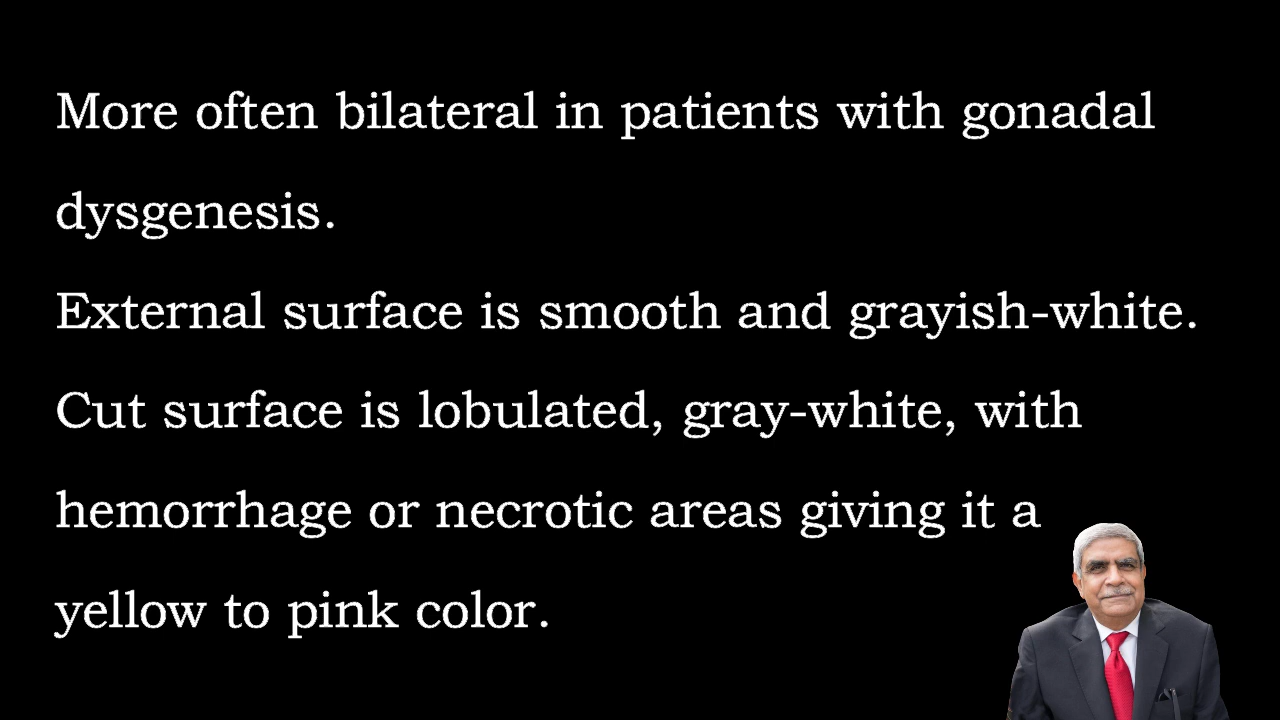 More often bilateral in patients with gonadal
dysgenesis.
External surface is smooth and grayish-white.
Cut surface is lobulated, gray-white, with
hemorrhage or necrotic areas giving it a
yellow to pink color.